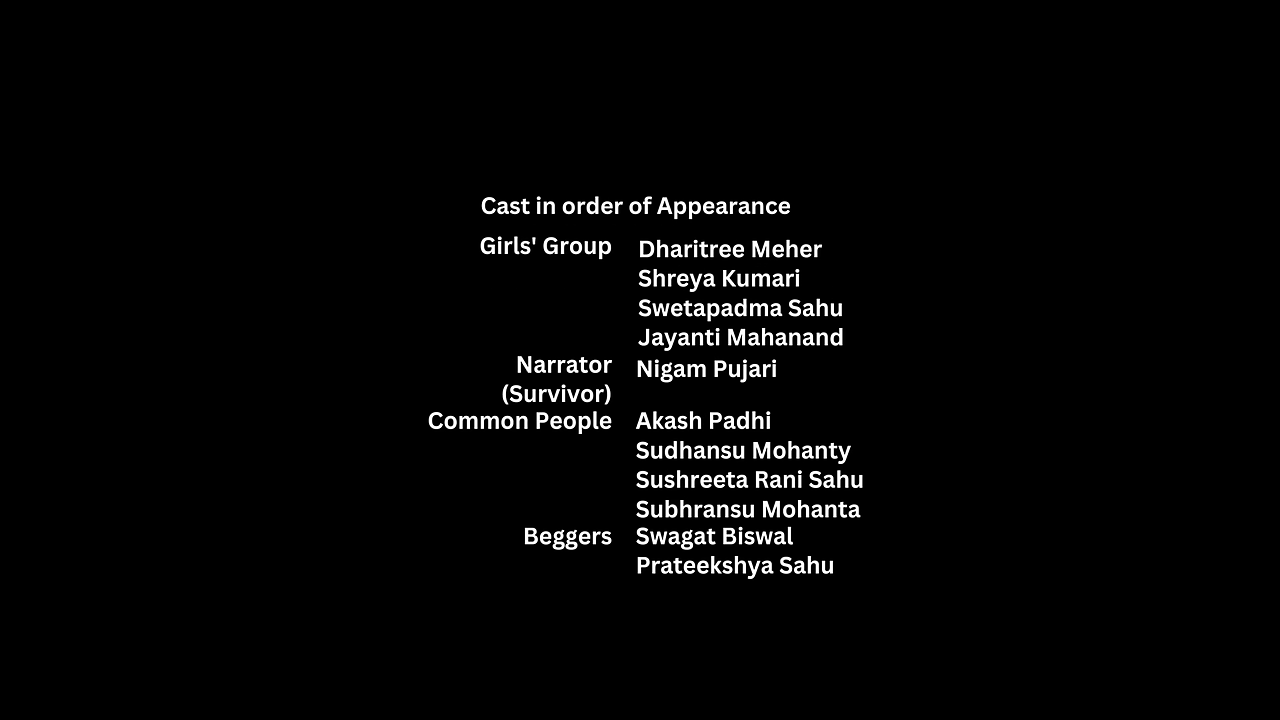 Cast in order of Appearance
Girls' Group Dharitree Meher
Shreya Kumari
Swetapadma Sahu
Jayanti Mahanand
Narrator Nigam Pujari
(Survivor)
Common People Akash Padhi
Sudhansu Mohanty
Sushreeta Rani Sahu
Subhransu Mohanta
Beggers Swagat Biswal
Prateekshya Sahu